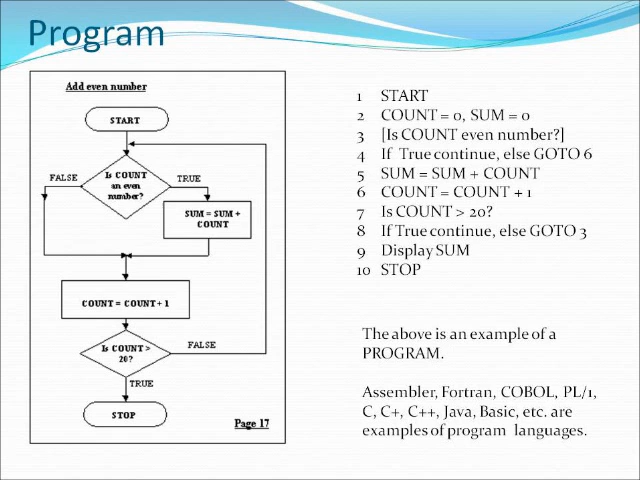 Program
Add even number
START
Is COUNT
an even
number?
FALSE
TRUE
SUM = SUM +
COUNT
COUNT = COUNT + 1
Is COUNT >
20?
FALSE
TRUE
STOP
Page 17
1 START
2 COUNT = 0, SUM = 0
3 [Is COUNT even number?]
4 If True continue, else GOTO 6
5 SUM = SUM + COUNT
6 COUNT = COUNT + 1
7 Is COUNT > 20?
8 If True continue, else GOTO 3
9 Display SUM
10 STOP
The above is an example of a
PROGRAM.
Assembler, Fortran, COBOL, PL/1,
C, C+, C++, Java, Basic, etc. are
examples of program languages.